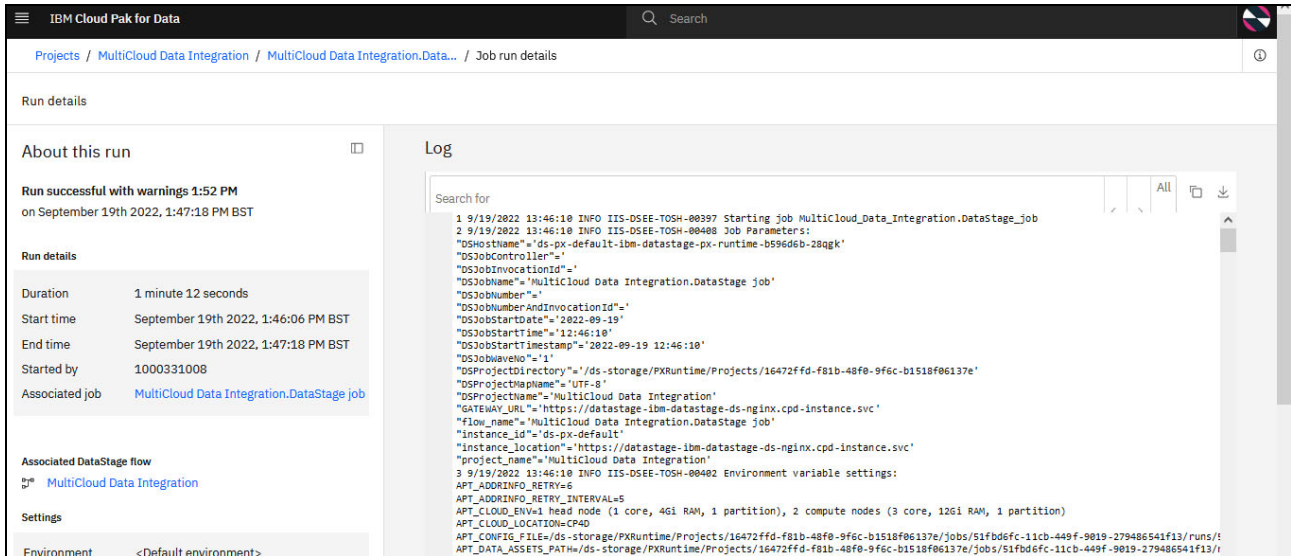 IBM Cloud Pak for Data
Search
Projects / MultiCloud Data Integration / MultiCloud Data Integration.Data... / Job run details
Run details
About this run
Run successful with warnings 1:52 PM
on September 19th 2022, 1:47:18 PM BST
Run details
Duration 1 minute 12 seconds
Start time September 19th 2022, 1:46:06 PM BST
End time September 19th 2022, 1:47:18 PM BST
Started by 1000331008
Associated job MultiCloud Data Integration.DataStage job
Associated DataStage flow
MultiCloud Data Integration
Settings
Environment <Default environment>
Log
Search for
All
1 9/19/2022 13:46:10 INFO IIS-DSEE-TOSH-00397 Starting job MultiCloud_Data_Integration.DataStage_job
2 9/19/2022 13:46:10 INFO IIS-DSEE-TOSH-00408 Job Parameters:
"DSHostName"='ds-px-default-ibm-datastage-px-runtime-b596d6b-28qgk'
"DSJobController"='
"DSJobInvocationId"='
"DSJobName"='MultiCloud Data Integration.DataStage job'
"DSJobNumber"='
"DSJobNumberAndInvocationId"='
"DSJobStartDate"='2022-09-19'
"DSJobStartTime"='12:46:10'
"DSJobStartTimestamp"='2022-09-19 12:46:10'
"DSJobWaveNo"='1'
"DSProjectDirectory"='/ds-storage/PXRuntime/Projects/16472ffd-f81b-48f0-9f6c-b1518f06137e'
"DSProjectMapName"='UTF-8'
"DSProjectName"='MultiCloud Data Integration'
"GATEWAY_URL"='https://datastage-ibm-datastage-ds-nginx.cpd-instance.svc'
"flow_name"='MultiCloud Data Integration.DataStage job'
"instance_id"='ds-px-default'
"instance_location"='https://datastage-ibm-datastage-ds-nginx.cpd-instance.svc'
"project_name"='MultiCloud Data Integration'
3 9/19/2022 13:46:10 INFO IIS-DSEE-TOSH-00402 Environment variable settings:
APT_ADDRINFO_RETRY=6
APT_ADDRINFO_RETRY_INTERVAL=5
APT_CLOUD_ENV=1 head node (1 core, 4Gi RAM, 1 partition), 2 compute nodes (3 core, 12Gi RAM, 1 partition)
APT_CLOUD_LOCATION=CP4D
APT_CONFIG_FILE=/ds-storage/PXRuntime/Projects/16472ffd-f81b-48f0-9f6c-b1518f06137e/jobs/51fbd6fc-11cb-449f-9019-279486541f13/runs/5
APT_DATA_ASSETS_PATH=/ds-storage/PXRuntime/Projects/16472ffd-f81b-48f0-9f6c-b1518f06137e/jobs/51fbd6fc-11cb-449f-9019-279486541f13/r